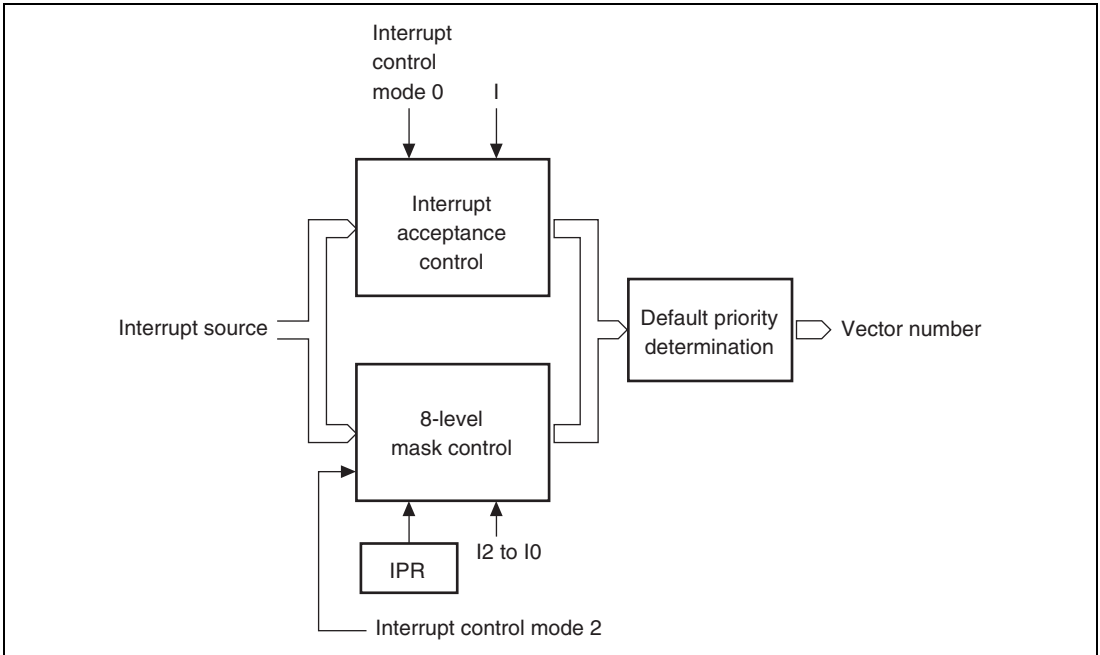 Interrupt
control
mode 0
I
Interrupt
acceptance
control
Interrupt source
Default priority
determination
Vector number
8-level
mask control
I2 to I0
IPR
Interrupt control mode 2